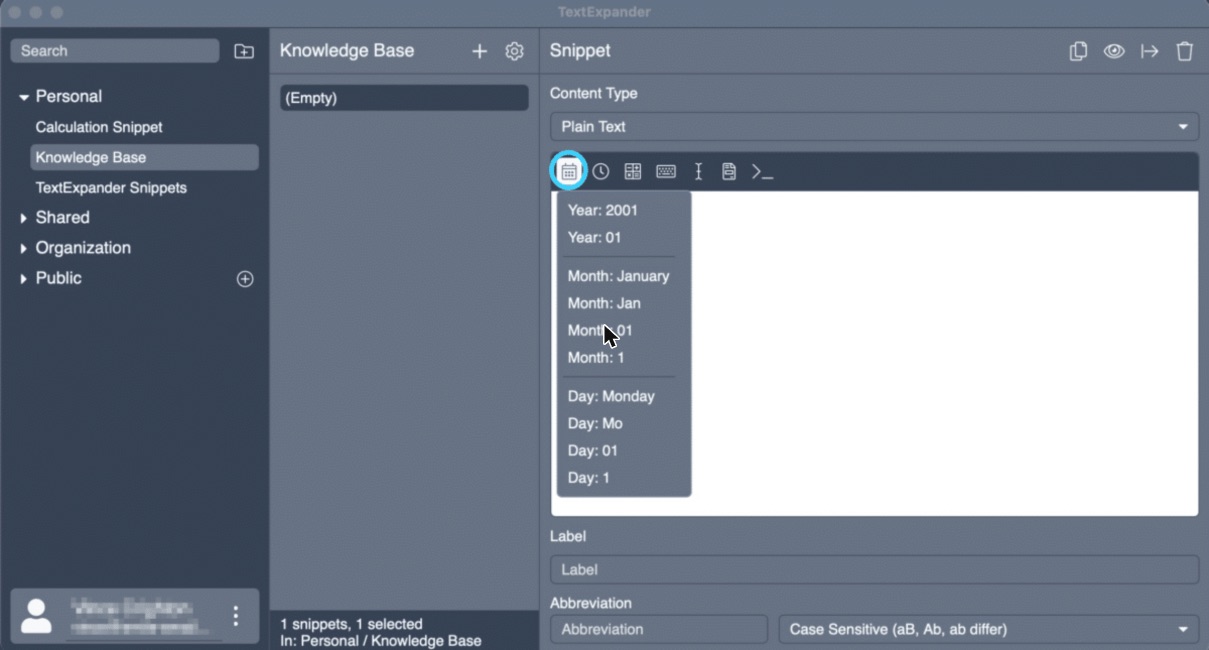 TextExpander
Search
Personal
Calculation Snippet
Knowledge Base
TextExpander Snippets
Shared
Organization
Public
Knowledge Base
(Empty)
1 snippets, 1 selected
In: Personal / Knowledge Base
Snippet
Content Type
Plain Text
Year: 2001
Year: 01
Month: January
Month: Jan
Month: 01
Month: 1
Day: Monday
Day: Mo
Day: 01
Day: 1
Label
Label
Abbreviation
Abbreviation
Case Sensitive (aB, Ab, ab differ)